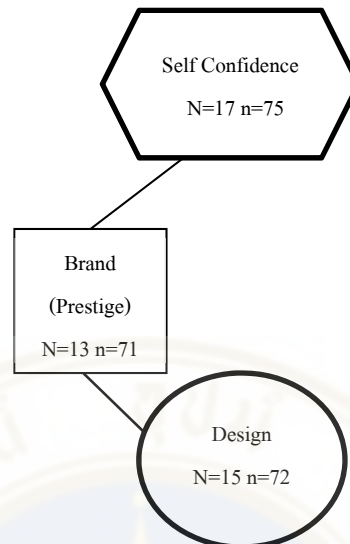 Self Confidence
N=17 n=75
Brand
(Prestige)
N=13 n=71
Design
N=15 n=72